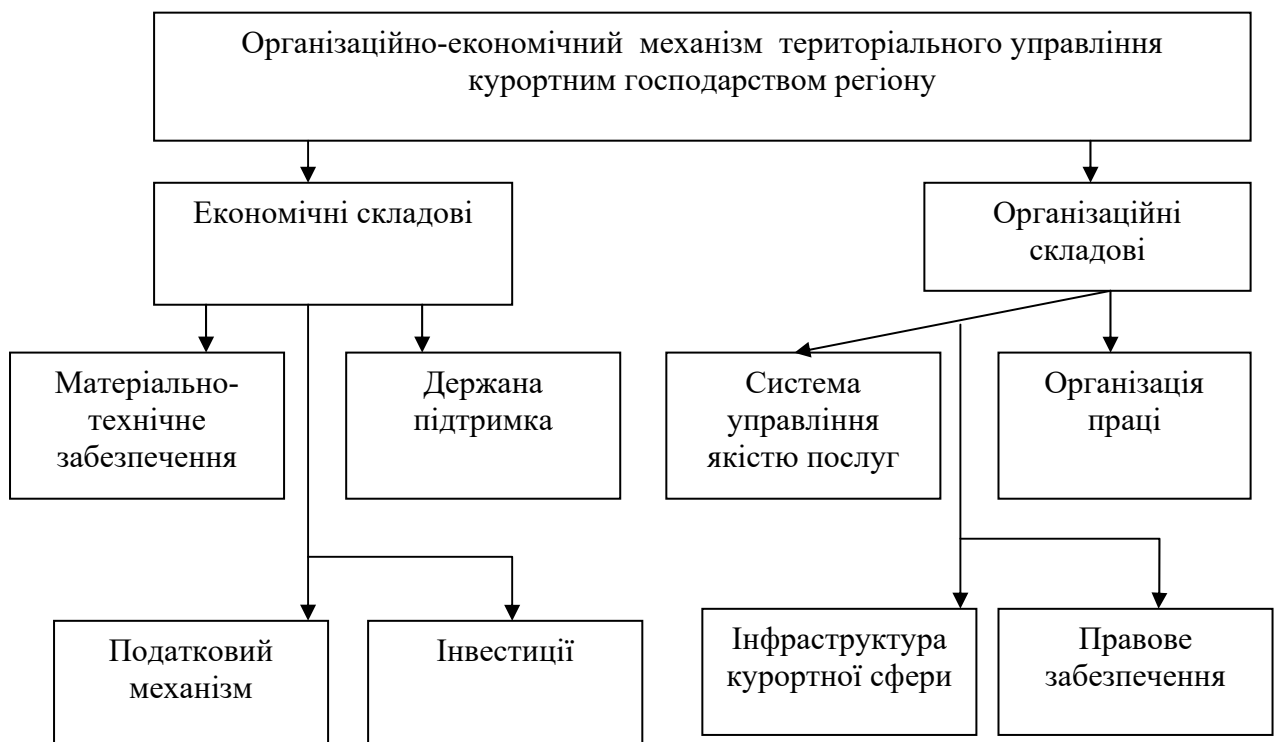 Організаційно-економічний механізм територіального управління
курортним господарством регіону
Економічні складові
Організаційні
складові
Матеріально-
технічне
забезпечення
Держана
підтримка
Система
управління
якістю послуг
Організація
праці
Податковий
механізм
Інвестиції
Інфраструктура
курортної сфери
Правове
забезпечення